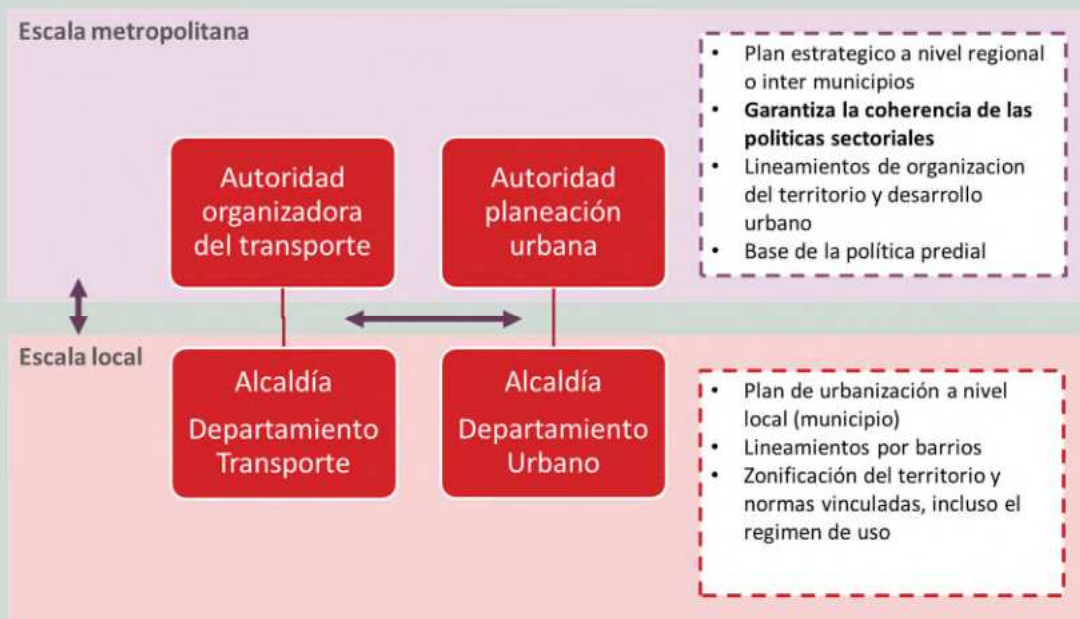 Escala metropolitana
Autoridad
organizadora
del transporte
Autoridad
planeación
urbana
• Plan estrategico a nivel regional
o inter municipios
• Garantiza la coherencia de las
politicas sectoriales
• Lineamientos de organizacion
del territorio y desarrollo
urbano
• Base de la política predial
Escala local
Alcaldía
Departamiento
Transporte
Alcaldía
Departamiento
Urbano
• Plan de urbanización a nivel
local (municipio)
• Lineamientos por barrios
• Zonificación del territorio y
normas vinculadas, incluso el
regimen de uso